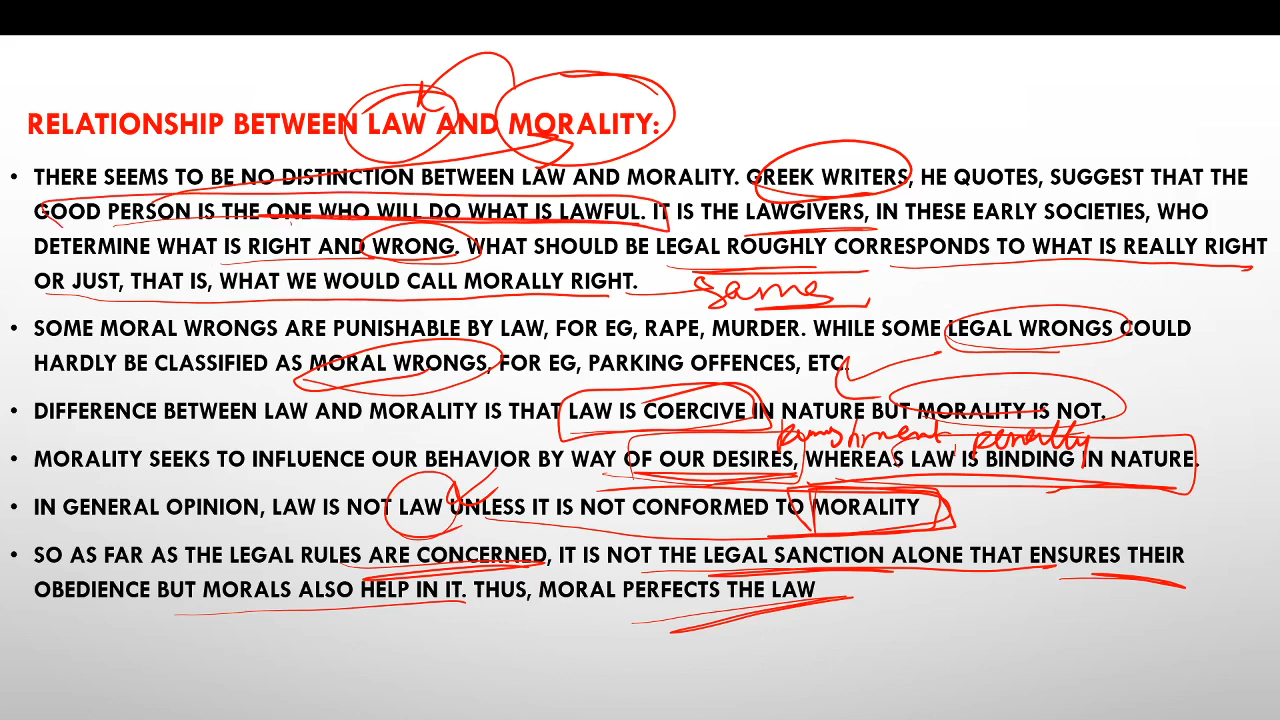 RELATIONSHIP BETWEEN LAW AND MORALITY:
• THERE SEEMS TO BE NO DISTINCTION BETWEEN LAW AND MORALITY. GREEK WRITERS, HE QUOTES, SUGGEST THAT THE
GOOD PERSON IS THE ONE WHO WILL DO WHAT IS LAWFUL. IT IS THE LAWGIVERS, IN THESE EARLY SOCIETIES, WHO
DETERMINE WHAT IS RIGHT AND WRONG. WHAT SHOULD BE LEGAL ROUGHLY CORRESPONDS TO WHAT IS REALLY RIGHT
OR JUST, THAT IS, WHAT WE WOULD CALL MORALLY RIGHT.
same
• SOME MORAL WRONGS ARE PUNISHABLE BY LAW, FOR EG, RAPE, MURDER. WHILE SOME LEGAL WRONGS COULD
HARDLY BE CLASSIFIED AS MORAL WRONGS, FOR EG, PARKING OFFENCES, ETC.
• DIFFERENCE BETWEEN LAW AND MORALITY IS THAT LAW IS COERCIVE IN NATURE BUT MORALITY IS NOT.
punishment, penalty
• MORALITY SEEKS TO INFLUENCE OUR BEHAVIOR BY WAY OF OUR DESIRES, WHEREAS LAW IS BINDING IN NATURE.
• IN GENERAL OPINION, LAW IS NOT LAW UNLESS IT IS NOT CONFORMED TO MORALITY
• SO AS FAR AS THE LEGAL RULES ARE CONCERNED, IT IS NOT THE LEGAL SANCTION ALONE THAT ENSURES THEIR
OBEDIENCE BUT MORALS ALSO HELP IN IT. THUS, MORAL PERFECTS THE LAW